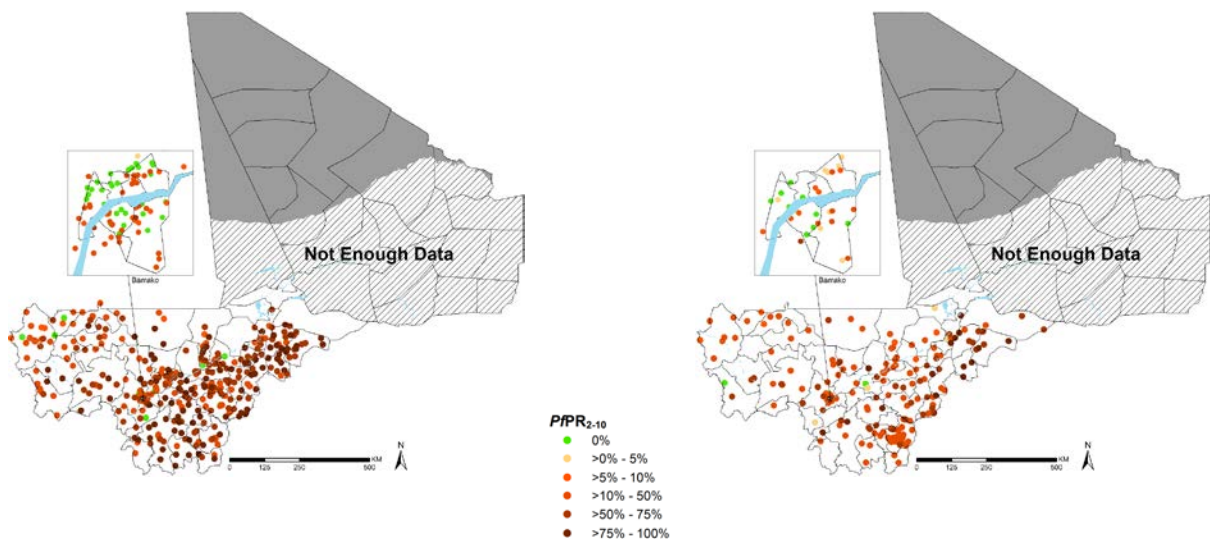 Not Enough Data
Bamako
N
KM
0 125 250 500
PfPR2-10
0%
>0% - 5%
>5% - 10%
>10% - 50%
>50% - 75%
>75% - 100%
Not Enough Data
Bamako
N
KM
0 125 250 500